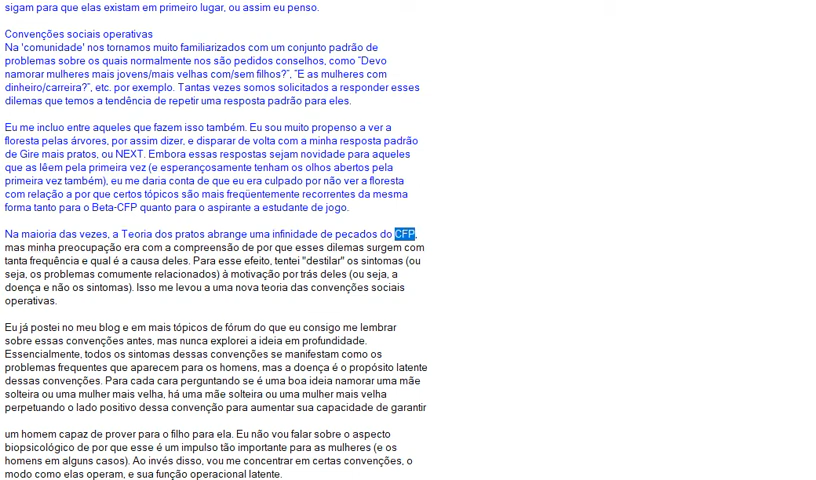 sigam para que elas existam em primeiro lugar, ou assim eu penso.
Convenções sociais operativas
Na 'comunidade' nos tornamos muito familiarizados com um conjunto padrão de
problemas sobre os quais normalmente nos são pedidos conselhos, como “Devo
namorar mulheres mais jovens/mais velhas com/sem filhos?”, “E as mulheres com
dinheiro/carreira?”, etc. por exemplo. Tantas vezes somos solicitados a responder esses
dilemas que temos a tendência de repetir uma resposta padrão para eles.
Eu me incluo entre aqueles que fazem isso também. Eu sou muito propenso a ver a
floresta pelas árvores, por assim dizer, e disparar de volta com a minha resposta padrão
de Gire mais pratos, ou NEXT. Embora essas respostas sejam novidade para aqueles
que as lêem pela primeira vez (e esperançosamente tenham os olhos abertos pela
primeira vez também), eu me daria conta de que eu era culpado por não ver a floresta
com relação a por que certos tópicos são mais freqüentemente recorrentes da mesma
forma tanto para o Beta-CFP quanto para o aspirante a estudante de jogo.
Na maioria das vezes, a Teoria dos pratos abrange uma infinidade de pecados do CFP,
mas minha preocupação era com a compreensão de por que esses dilemas surgem com
tanta frequência e qual é a causa deles. Para esse efeito, tentei "destilar" os sintomas (ou
seja, os problemas comumente relacionados) à motivação por trás deles (ou seja, a
doença e não os sintomas). Isso me levou a uma nova teoria das convenções sociais
operativas.
Eu já postei no meu blog e em mais tópicos de fórum do que eu consigo me lembrar
sobre essas convenções antes, mas nunca explorei a ideia em profundidade.
Essencialmente, todos os sintomas dessas convenções se manifestam como os
problemas frequentes que aparecem para os homens, mas a doença é o propósito latente
dessas convenções. Para cada cara perguntando se é uma boa ideia namorar uma mãe
solteira ou uma mulher mais velha, há uma mãe solteira ou uma mulher mais velha
perpetuando o lado positivo dessa convenção para aumentar sua capacidade de garantir
um homem capaz de prover para o filho para ela. Eu não vou falar sobre o aspecto
biopsicológico de por que esse é um impulso tão importante para as mulheres (e os
homens em alguns casos). Ao invés disso, vou me concentrar em certas convenções, o
modo como elas operam, e sua função operacional latente.